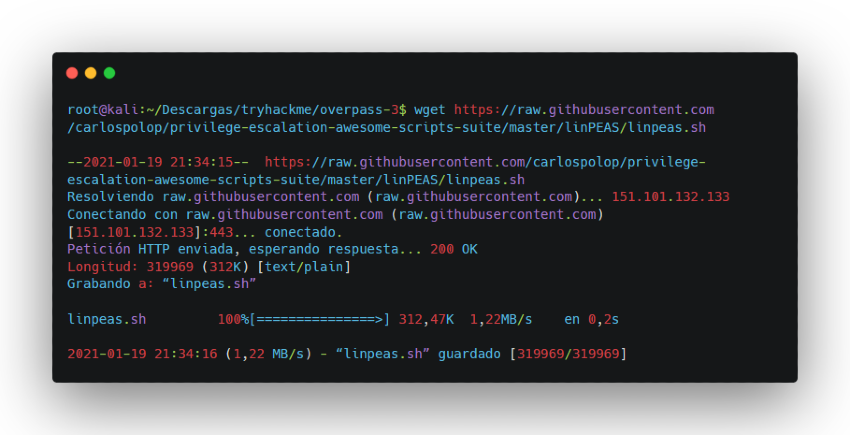 root@kali:~/Descargas/tryhackme/overpass-3$ wget https://raw.githubusercontent.com
/carlospolop/privilege-escalation-awesome-scripts-suite/master/linPEAS/linpeas.sh
--2021-01-19 21:34:15--  https://raw.githubusercontent.com/carlospolop/privilege-
escalation-awesome-scripts-suite/master/linPEAS/linpeas.sh
Resolviendo raw.githubusercontent.com (raw.githubusercontent.com)... 151.101.132.133
Conectando con raw.githubusercontent.com (raw.githubusercontent.com)
[151.101.132.133]:443... conectado.
Petición HTTP enviada, esperando respuesta... 200 OK
Longitud: 319969 (312K) [text/plain]
Grabando a: “linpeas.sh”
linpeas.sh         100%[===============>] 312,47K  1,22MB/s    en 0,2s
2021-01-19 21:34:16 (1,22 MB/s) - “linpeas.sh” guardado [319969/319969]